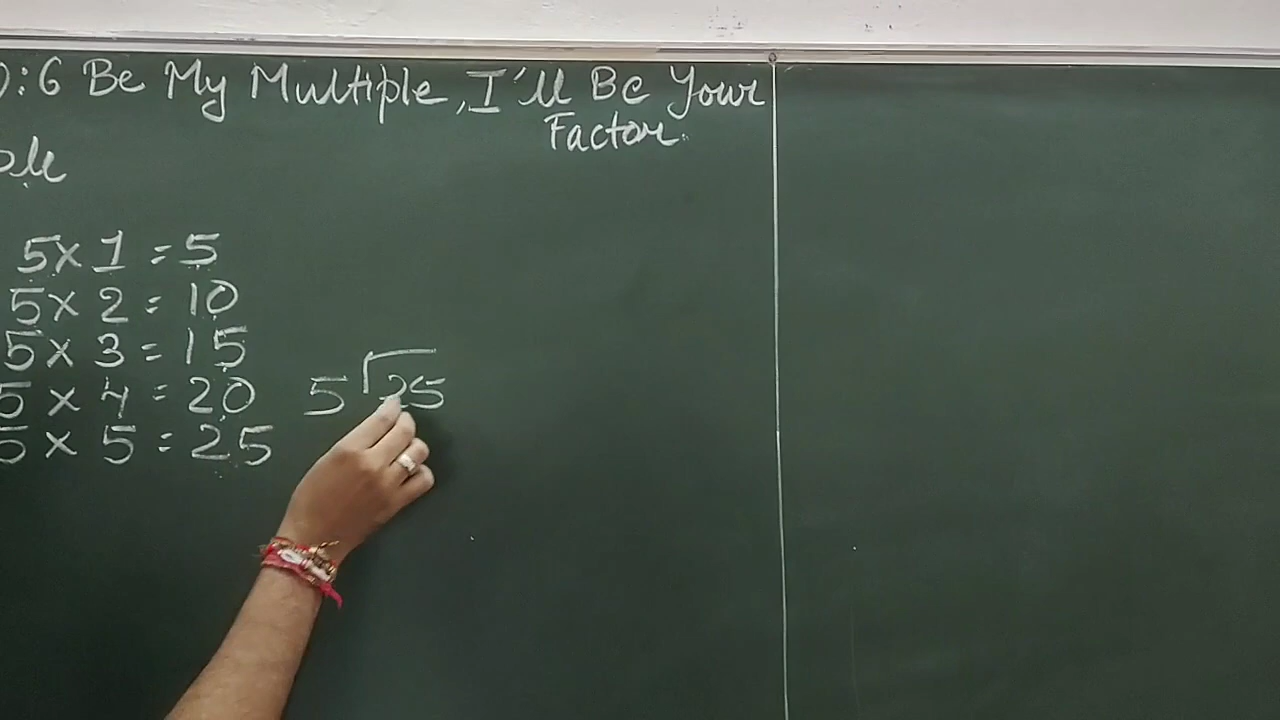 :6 Be My Multiple, I'll Be Your
Factor.
5 x 1 = 5
5 x 2 = 10
5 x 3 = 15
5 x 4 = 20
5 x 5 = 25
5 25